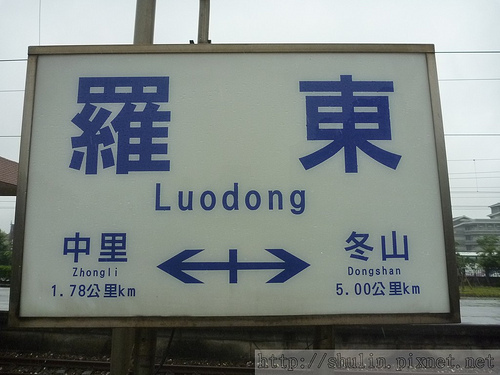 羅東
Luodong
中里
Zhongli
1.78公里km
冬山
Dongshan
5.00公里km
http://shulin.pixnet.net